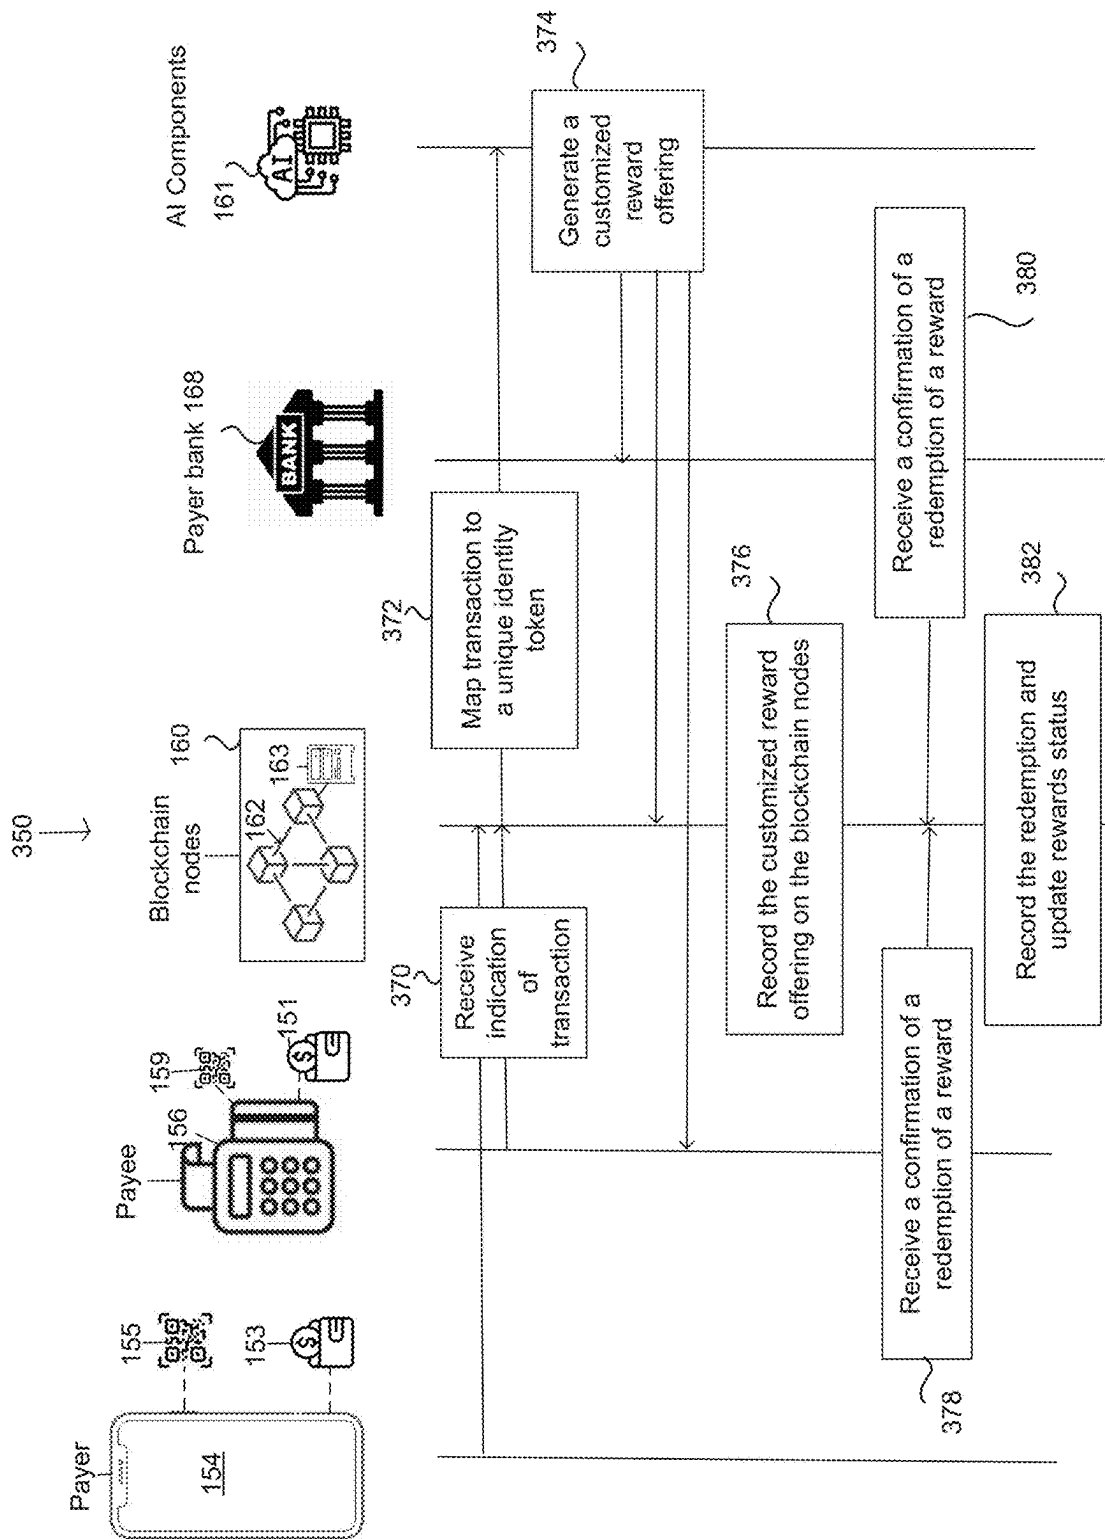 350
Payer
154
155
153
Payee
156
159
151
Blockchain
nodes
160
162
163
Payer bank 168
BANK
AI Components
161
AI
370
Receive
indication
of
transaction
372
Map transaction to
a unique identity
token
374
Generate a
customized
reward
offering
376
Record the customized reward
offering on the blockchain nodes
378
Receive a confirmation of a
redemption of a reward
380
Receive a confirmation of a
redemption of a reward
382
Record the redemption and
update rewards status
$
$